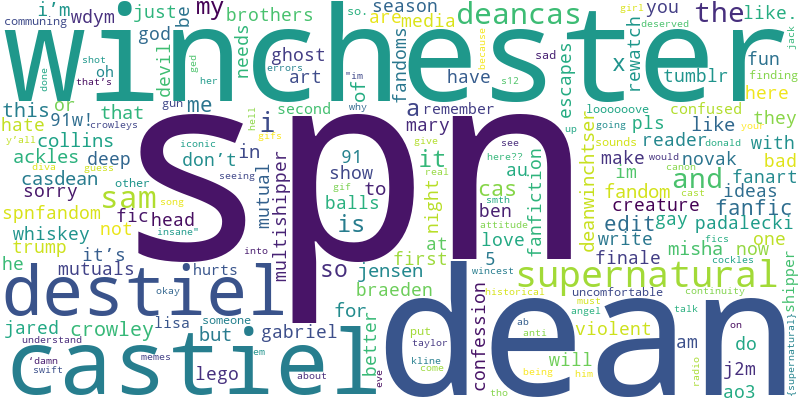 i'm wdym just my brothers season you the like.
communing god be ghost media are fandoms deancas
winchester
done shot oh devil gad needs art of have escapes x tumblr rewatch fun girl because jack
that's her errors "im so. sad s12 deserved finding
this or that gun me a remember looooove confused here they
hate 91w! crowleys hell second why mary give up going pls like your
y'all collins iconic i 91 see sounds reader donald with
ackles deep diva! guess don't in gifs show it here?? au make would novak canon bad
casdean other seeing gif to real cas fanfiction im and cast fanart
sorry sam song mutual balls night smth ben deanwinchtser fandom ideas
spnfandom fic head insane" multishipper is attitude creature fanfic
spn
whiskey not into so at love edit gay padalecki
trump it's jensen first 5 write fics misha now one
he mutuals hurts braeden wincest finale cockles shipper
destiel okay for confession historical supernatural
jared crowley lisa someone but gabriel better put ab uncomfortable must angel continuity talk
understand em taylor anti violent am on do
castiel dean
'damn memes lego about kline come being will him radio j2m
swift eve tho ao3 {supernatural}